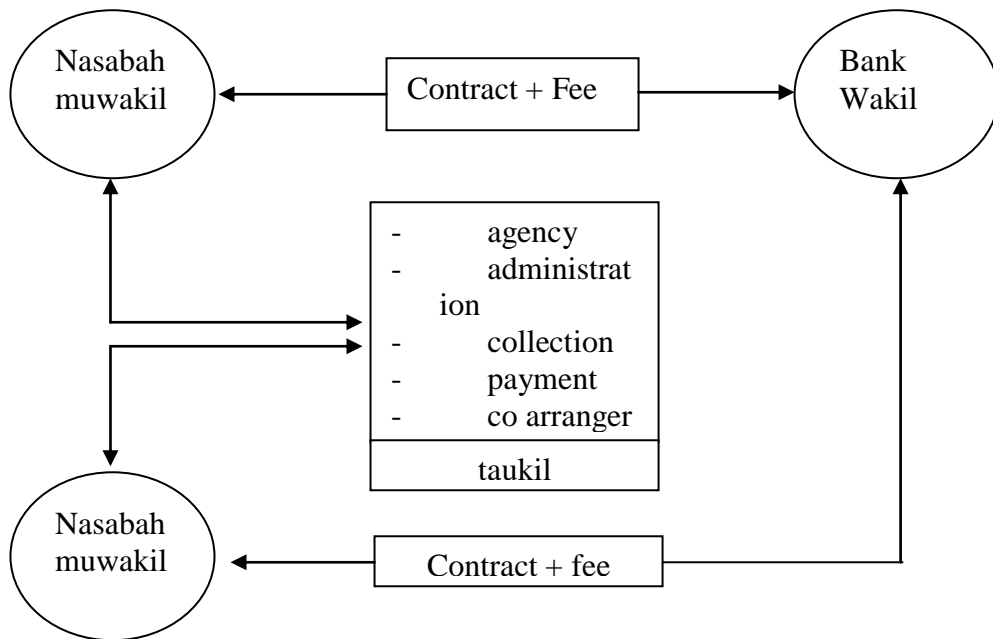 Nasabah
muwakil
Contract + Fee
Bank
Wakil
- agency
- administrat
ion
- collection
- payment
- co arranger
taukil
Nasabah
muwakil
Contract + fee